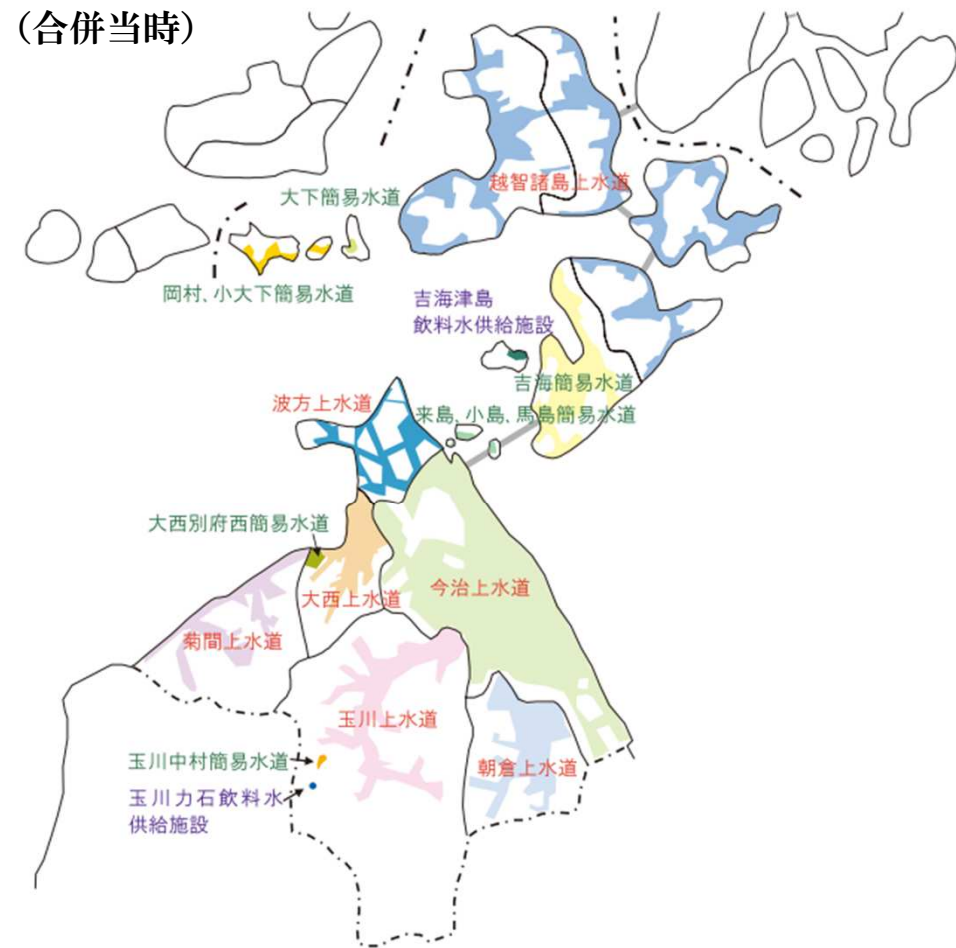 （合併当時）
越智諸島上水道
大下簡易水道
岡村、小大下簡易水道
吉海津島
飲料水供給施設
吉海簡易水道
波方上水道
来島、小島、馬島簡易水道
大西別府西簡易水道
今治上水道
大西上水道
菊間上水道
玉川上水道
玉川中村簡易水道
朝倉上水道
玉川力石飲料水
供給施設